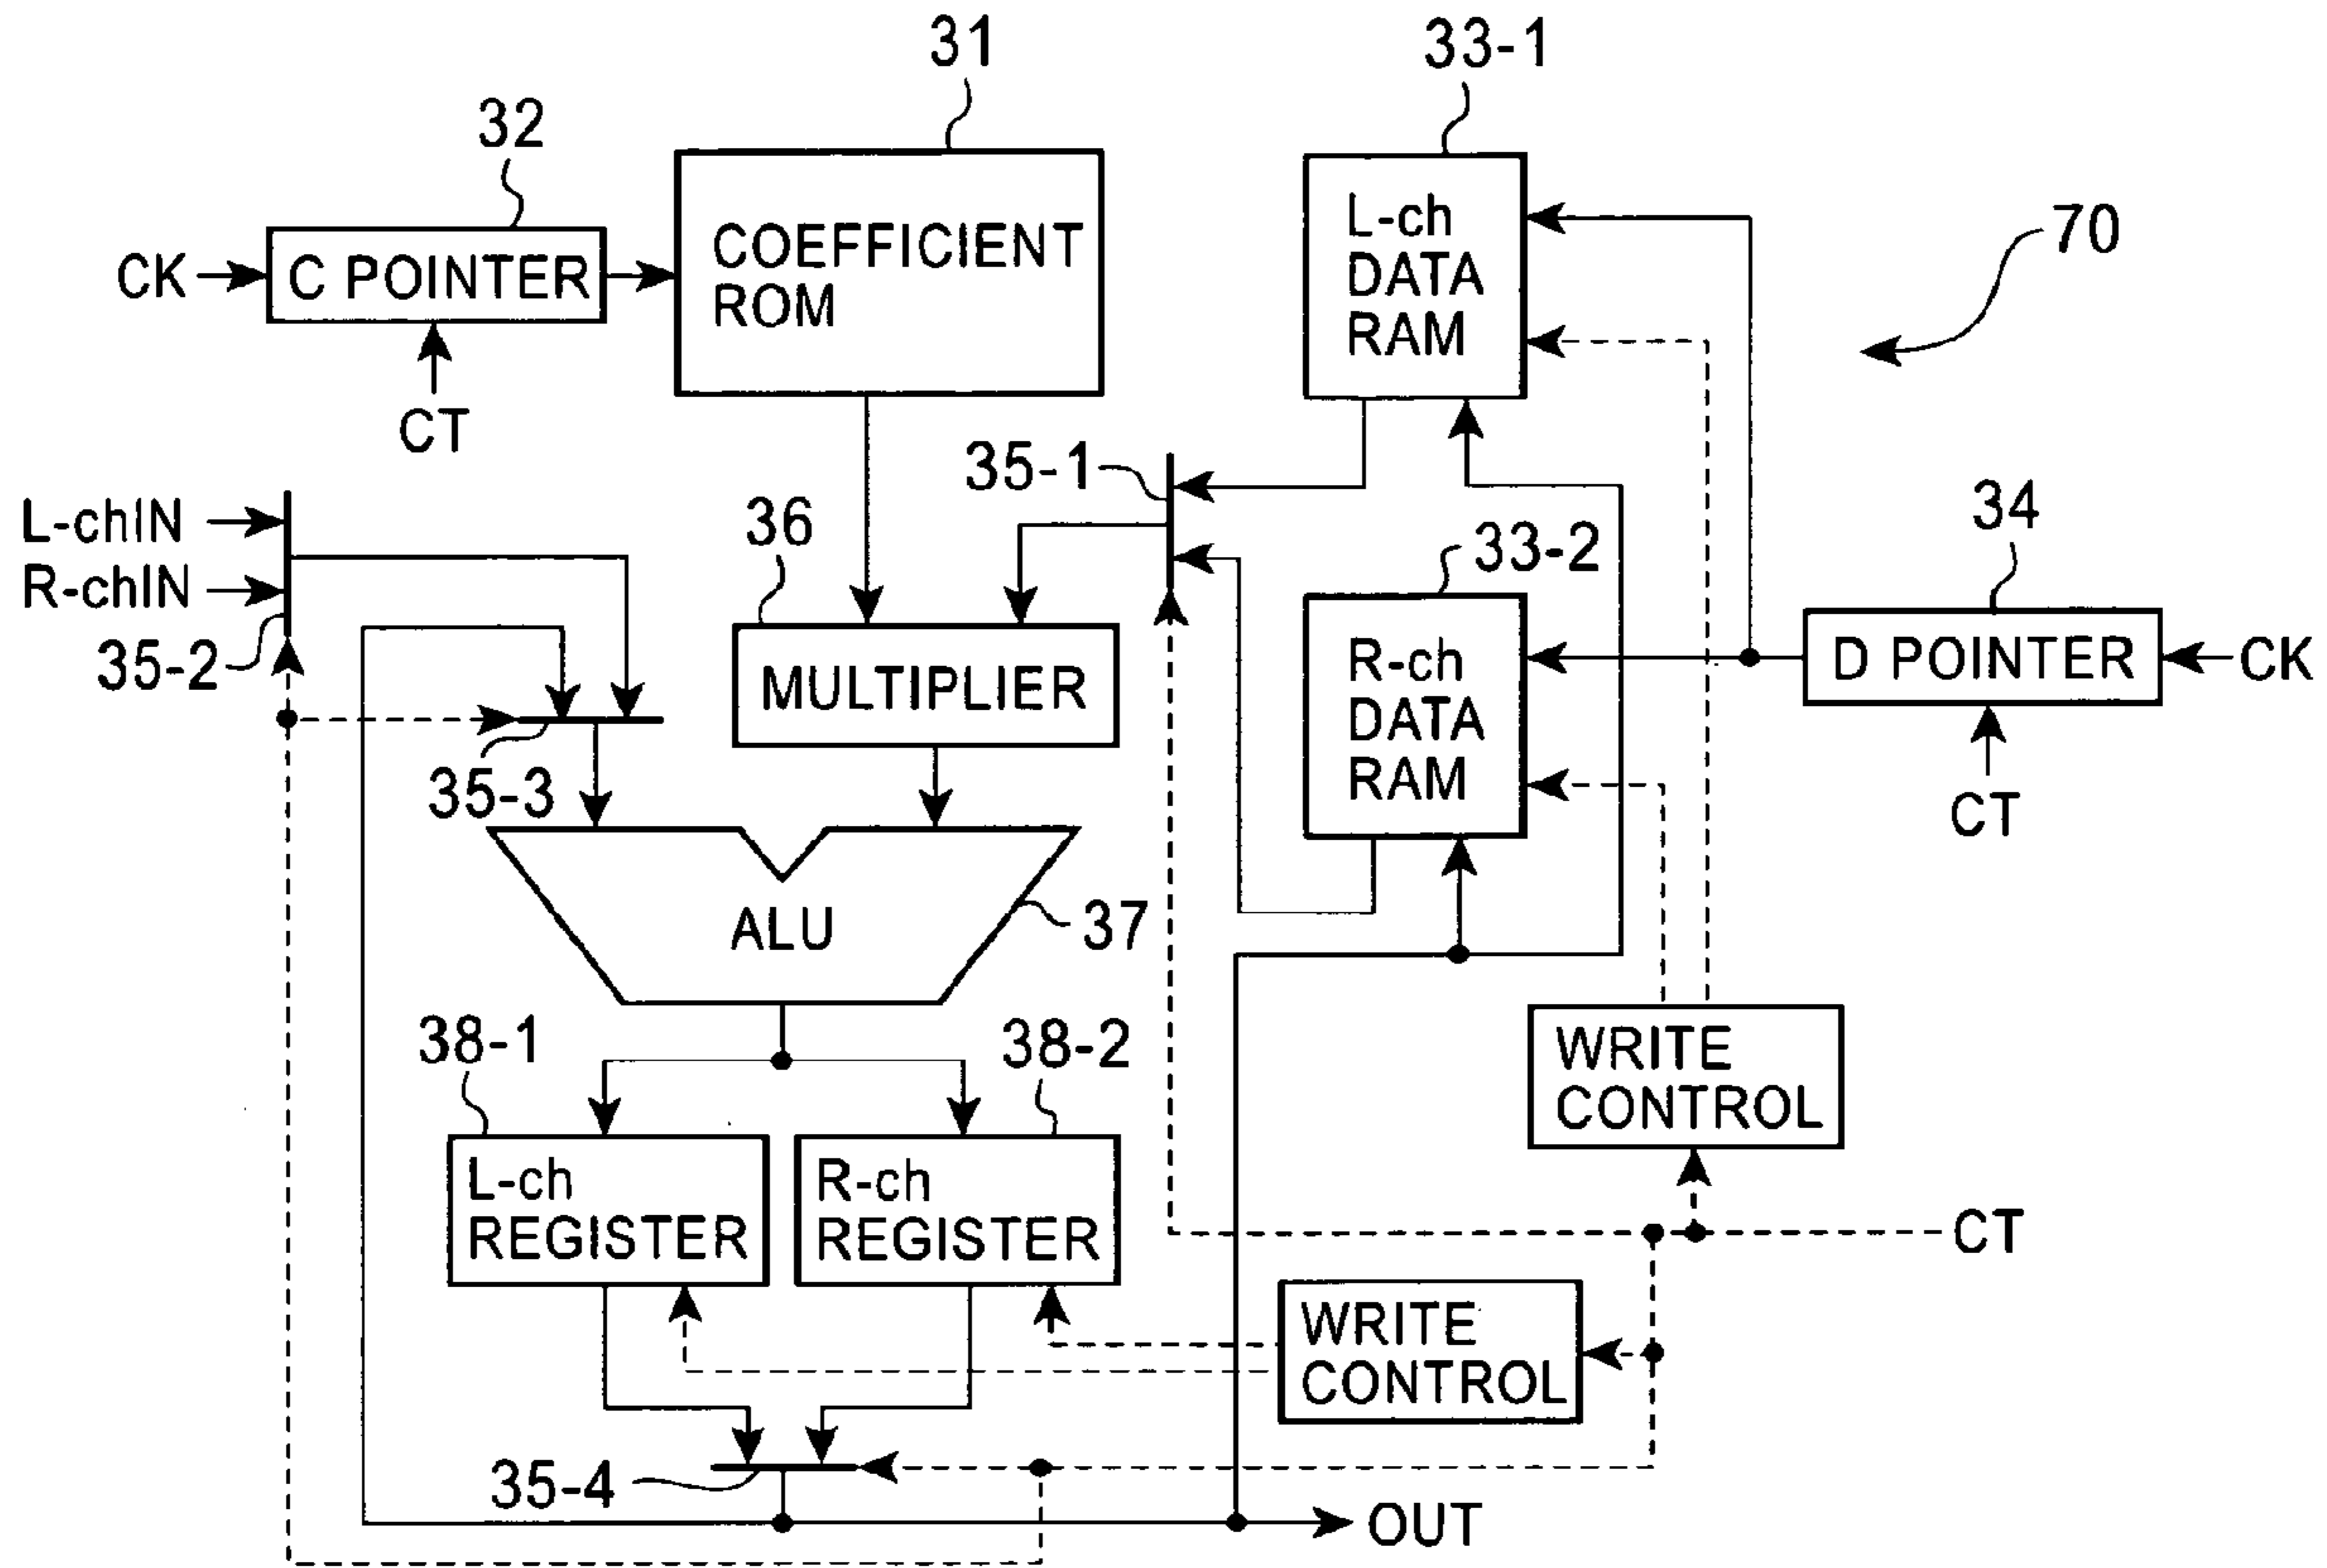 31
33-1
32
70
COEFFICIENT
ROM
L-ch
DATA
RAM
CK
C POINTER
CT
35-1
L-chIN
R-chIN
36
33-2
34
35-2
MULTIPLIER
R-ch
DATA
RAM
D POINTER
CK
35-3
CT
ALU
37
38-1
38-2
WRITE
CONTROL
L-ch
REGISTER
R-ch
REGISTER
CT
WRITE
CONTROL
35-4
OUT